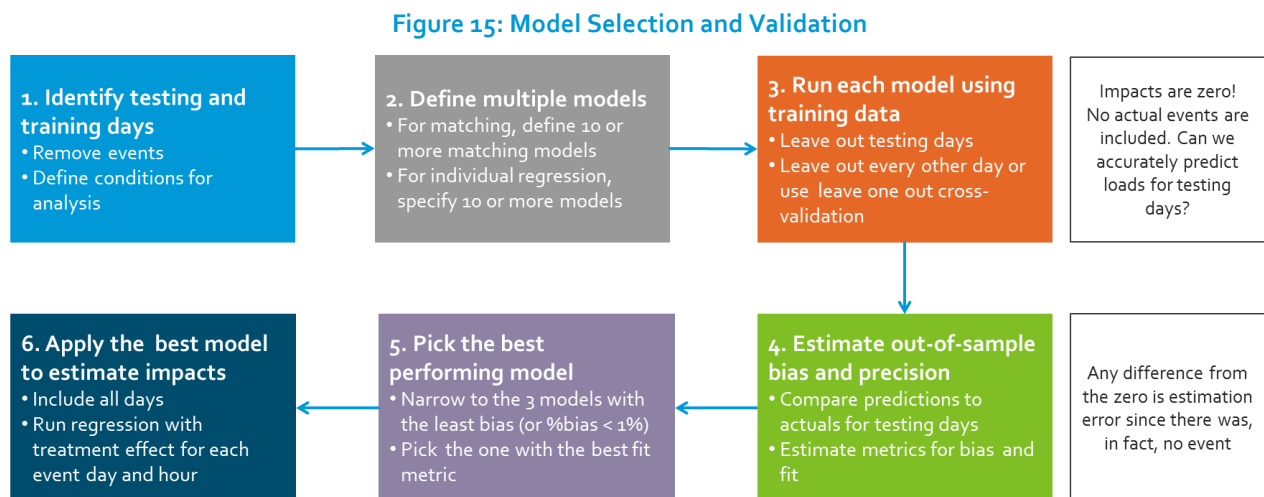 Figure 15: Model Selection and Validation
1. Identify testing and
training days
• Remove events
• Define conditions for
analysis
2. Define multiple models
• For matching, define 10 or
more matching models
• For individual regression,
specify 10 or more models
3. Run each model using
training data
• Leave out testing days
• Leave out every other day or
use leave one out cross-
validation
Impacts are zero!
No actual events are
included. Can we
accurately predict
loads for testing
days?
4. Estimate out-of-sample
bias and precision
• Compare predictions to
actuals for testing days
• Estimate metrics for bias and
fit
Any difference from
the zero is estimation
error since there was,
in fact, no event
5. Pick the best
performing model
• Narrow to the 3 models with
the least bias (or %bias < 1%)
• Pick the one with the best fit
metric
6. Apply the best model
to estimate impacts
• Include all days
• Run regression with
treatment effect for each
event day and hour